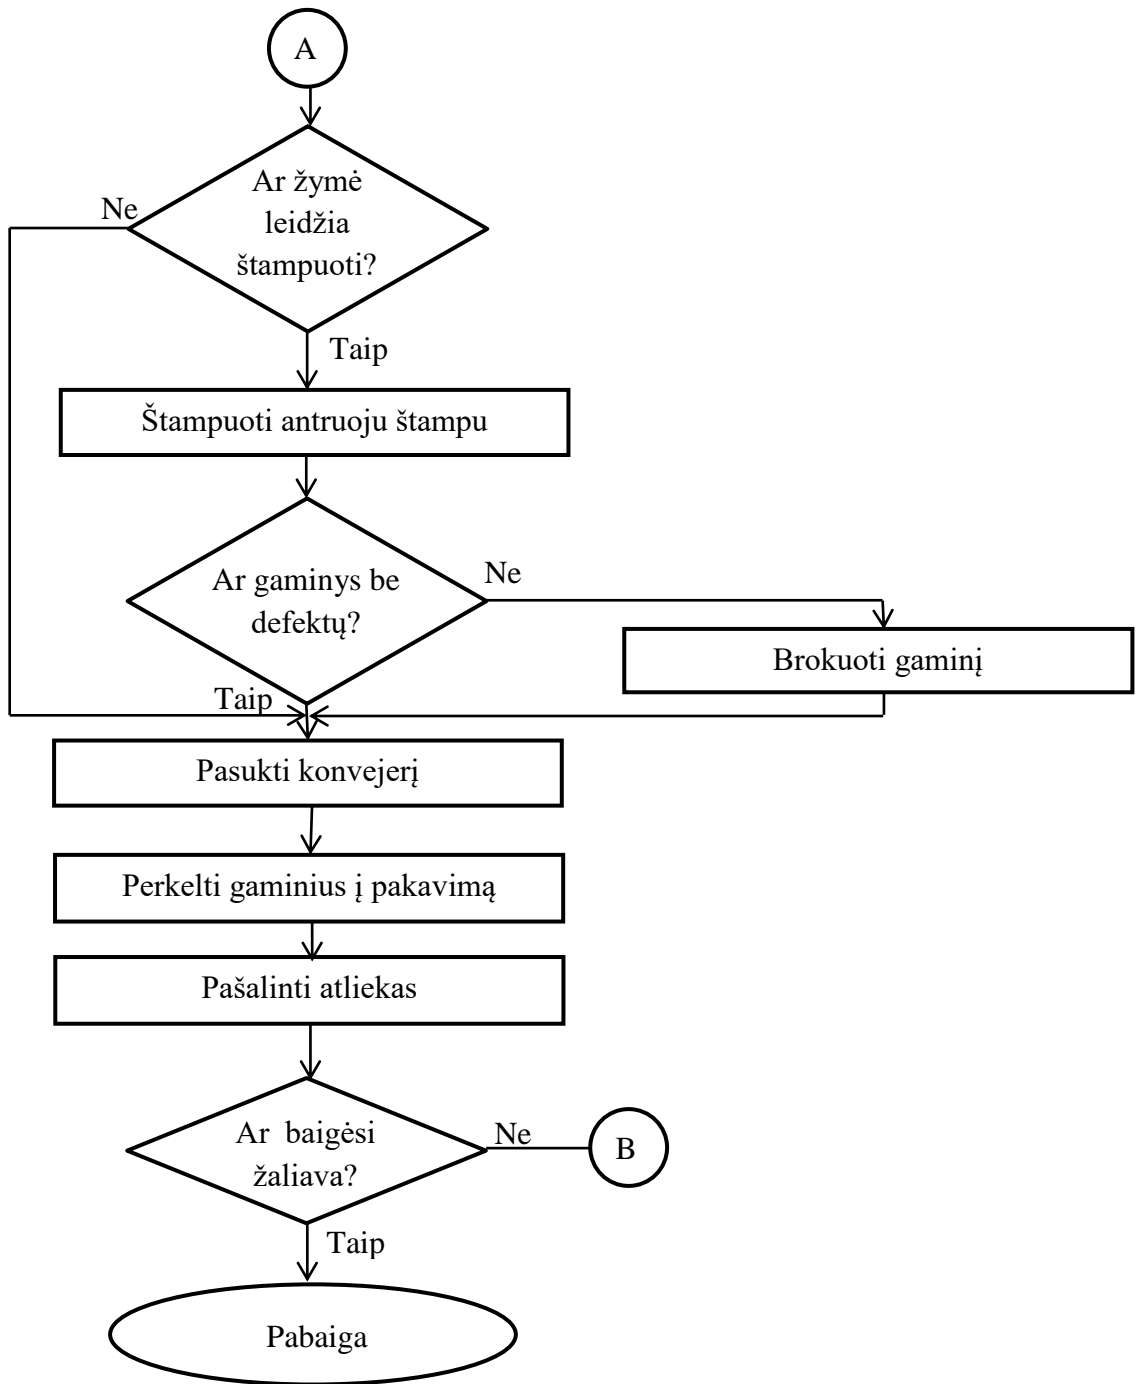 A
Ar žymė
leidžia
štampuoti?
Ne
Taip
Štampuoti antruoju štampu
Ar gaminys be
defektų?
Ne
Brokuoti gaminį
Taip
Pasukti konvejerį
Perkelti gaminius į pakavimą
Pašalinti atliekas
Ar  baigėsi
žaliava?
Ne
B
Taip
Pabaiga